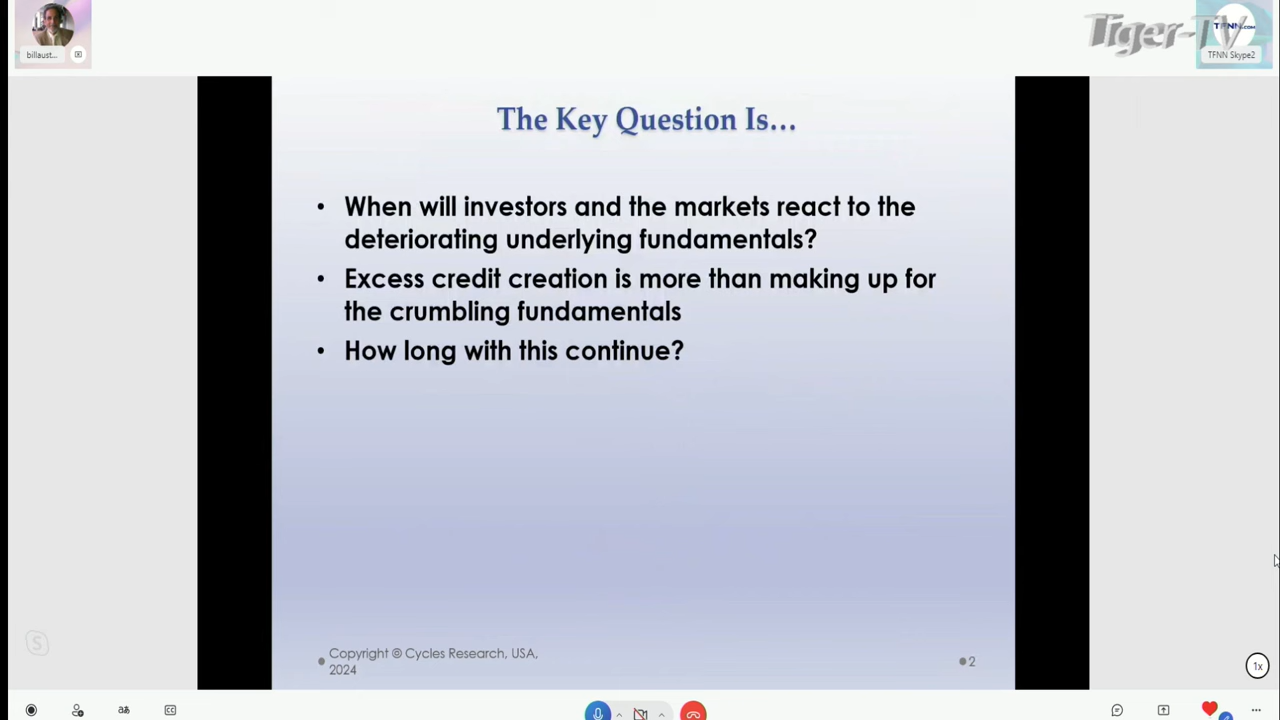 billaust...
Tiger-TV
TFNN.COM
TFNN Skype2
The Key Question Is...
• When will investors and the markets react to the
deteriorating underlying fundamentals?
• Excess credit creation is more than making up for
the crumbling fundamentals
• How long with this continue?
Copyright © Cycles Research, USA,
2024
2
1x